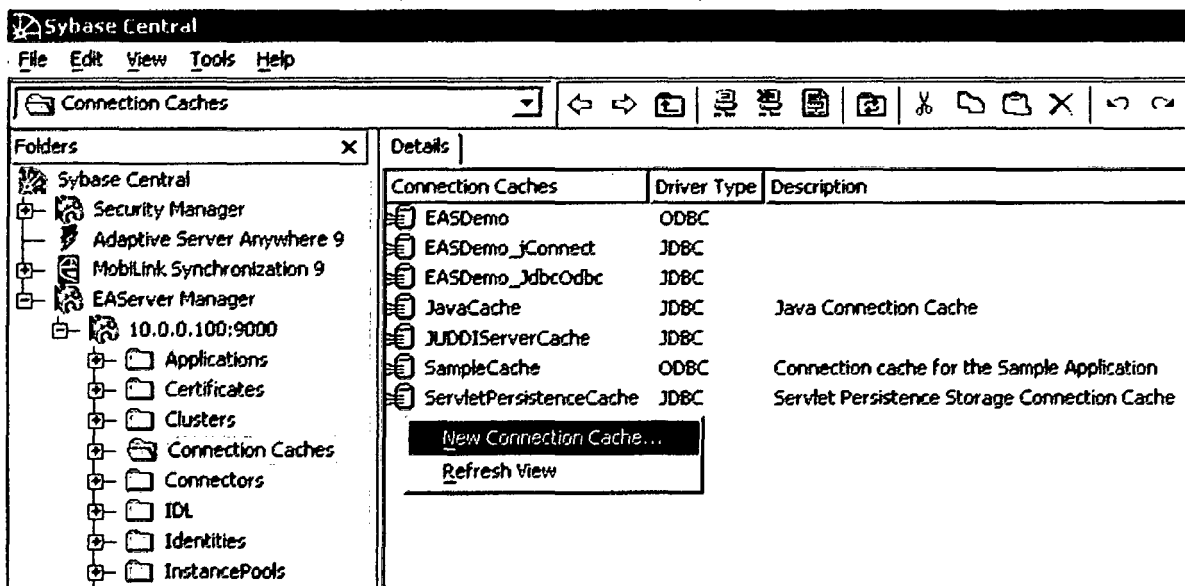 Sybase Central
File Edit View Tools Help
Connection Caches
Folders x
Sybase Central
Security Manager
Adaptive Server Anywhere 9
MobiLink Synchronization 9
EAServer Manager
10.0.0.100:9000
Applications
Certificates
Clusters
Connection Caches
Connectors
IDL
Identities
InstancePools
Details
Connection Caches Driver Type Description
EASDemo ODBC
EASDemo_jConnect JDBC
EASDemo_JdbcOdbc JDBC
JavaCache JDBC Java Connection Cache
JUDDIServerCache JDBC
SampleCache ODBC Connection cache for the Sample Application
ServletPersistenceCache JDBC Servlet Persistence Storage Connection Cache
New Connection Cache...
Refresh View